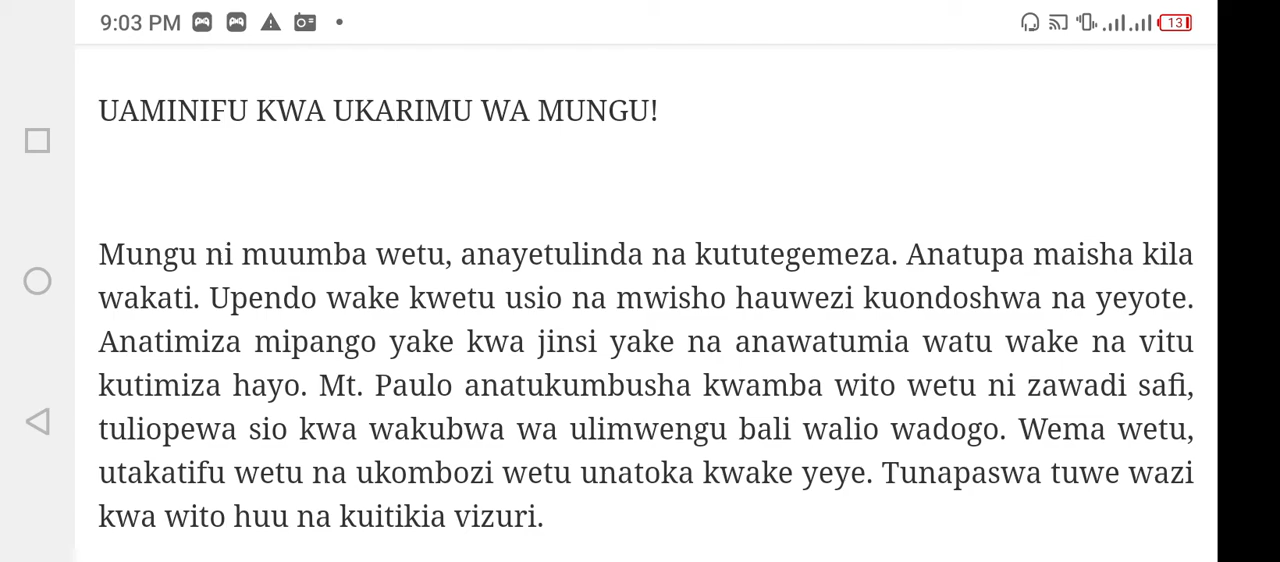 9:03 PM
13
UAMINIFU KWA UKARIMU WA MUNGU!
Mungu ni muumba wetu, anayetulinda na kututegemeza. Anatupa maisha kila
wakati. Upendo wake kwetu usio na mwisho hauwezi kuondoshwa na yeyote.
Anatimiza mipango yake kwa jinsi yake na anawatumia watu wake na vitu
kutimiza hayo. Mt. Paulo anatukumbusha kwamba wito wetu ni zawadi safi,
tuliopewa sio kwa wakubwa wa ulimwengu bali walio wadogo. Wema wetu,
utakatifu wetu na ukombozi wetu unatoka kwake yeye. Tunapaswa tuwe wazi
kwa wito huu na kuitikia vizuri.